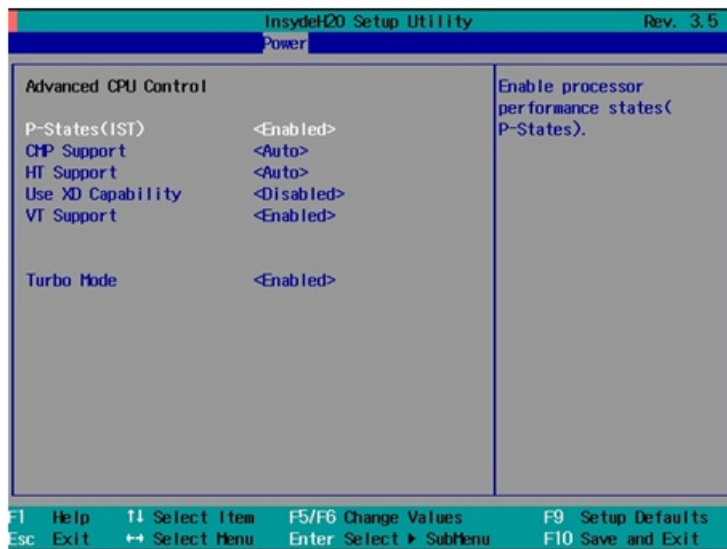 InsydeH2O Setup Utility Rev. 3.5
Power
Advanced CPU Control
P-States(IST) <Enabled>
CMP Support <Auto>
HT Support <Auto>
Use XD Capability <Disabled>
VT Support <Enabled>
Turbo Mode <Enabled>
Enable processor
performance states(
P-States).
F1 Help ↑↓ Select Item F5/F6 Change Values F9 Setup Defaults
Esc Exit ↔ Select Menu Enter Select ▶ SubMenu F10 Save and Exit